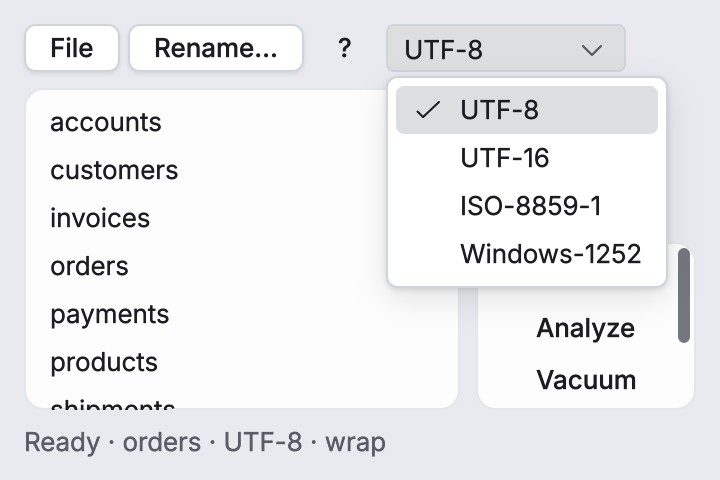 File Rename... ? UTF-8
UTF-8
UTF-16
ISO-8859-1
Windows-1252
accounts
customers
invoices
orders
payments
products
shipments
Analyze
Vacuum
Ready · orders · UTF-8 · wrap